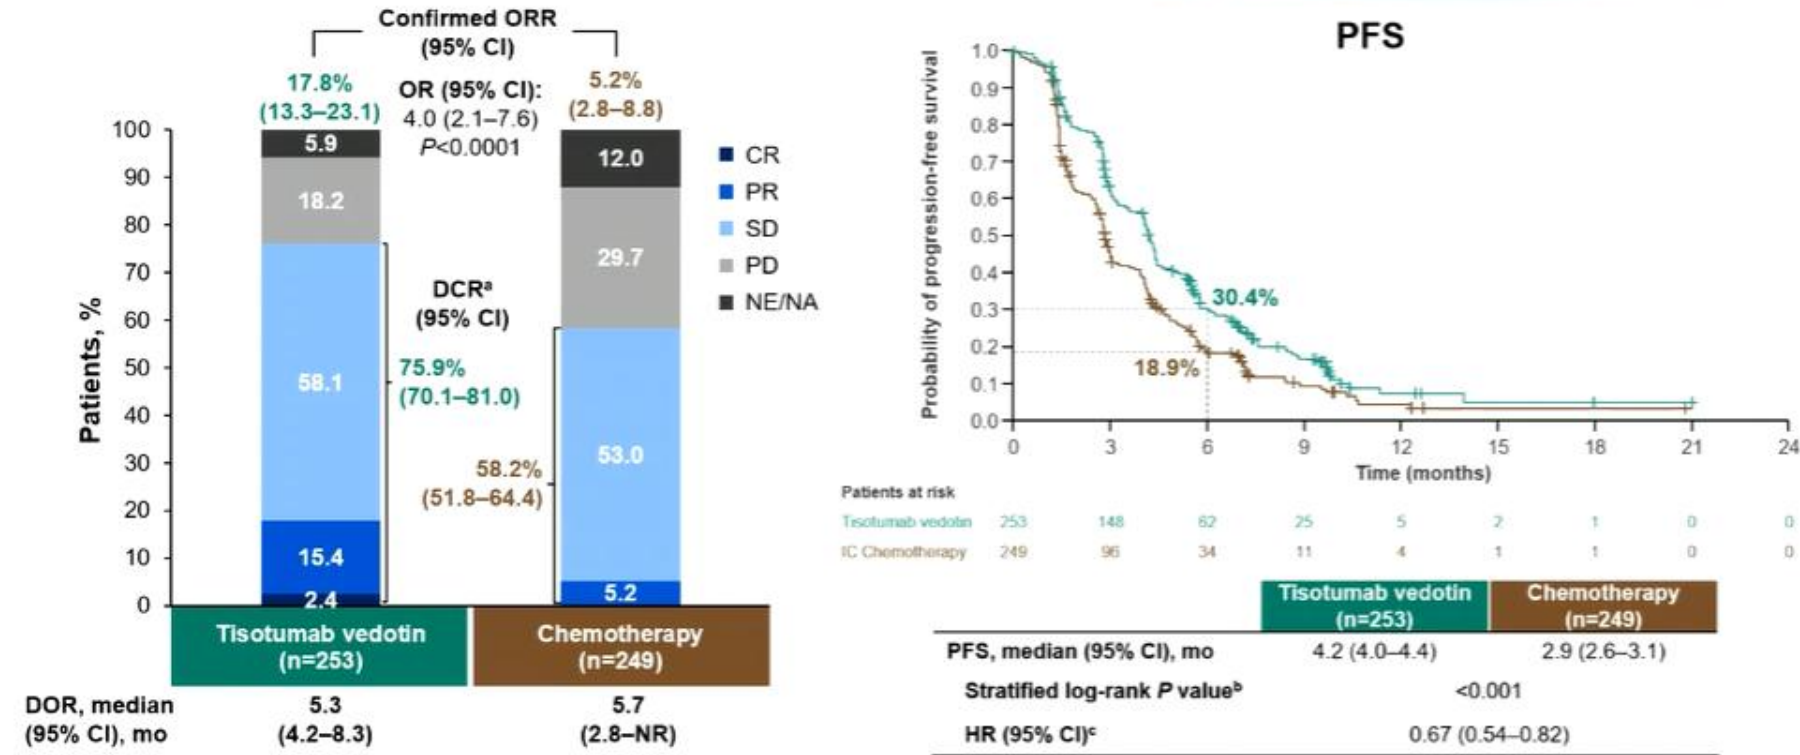 Confirmed ORR
(95% CI)
17.8%
(13.3–23.1)
OR (95% CI):
4.0 (2.1–7.6)
P<0.0001
5.2%
(2.8–8.8)
Patients, %
100
90
80
70
60
50
40
30
20
10
0
5.9
18.2
58.1
15.4
2.4
DCRᵃ
(95% CI)
75.9%
(70.1–81.0)
58.2%
(51.8–64.4)
12.0
29.7
53.0
5.2
CR
PR
SD
PD
NE/NA
Tisotumab vedotin
(n=253)
Chemotherapy
(n=249)
DOR, median
(95% CI), mo
5.3
(4.2–8.3)
5.7
(2.8–NR)
PFS
Probability of progression-free survival
1.0
0.9
0.8
0.7
0.6
0.5
0.4
0.3
0.2
0.1
0.0
30.4%
18.9%
0 3 6 9 12 15 18 21 24
Time (months)
Patients at risk
Tisotumab vedotin 253 148 62 25 5 2 1 0 0
IC Chemotherapy 249 96 34 11 4 1 1 0 0
Tisotumab vedotin
(n=253)
Chemotherapy
(n=249)
PFS, median (95% CI), mo 4.2 (4.0–4.4) 2.9 (2.6–3.1)
Stratified log-rank P valueᵇ <0.001
HR (95% CI)ᶜ 0.67 (0.54–0.82)